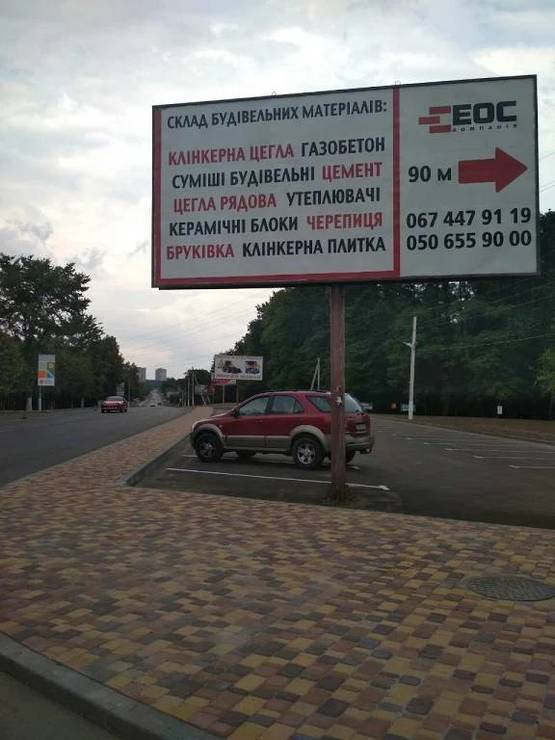 СКЛАД БУДІВЕЛЬНИХ МАТЕРІАЛІВ:
КЛІНКЕРНА ЦЕГЛА ГАЗОБЕТОН
СУМІШІ БУДІВЕЛЬНІ ЦЕМЕНТ
ЦЕГЛА РЯДОВА УТЕПЛЮВАЧІ
КЕРАМІЧНІ БЛОКИ ЧЕРЕПИЦЯ
БРУКІВКА КЛІНКЕРНА ПЛИТКА
ЕОС
КОМПАНІЯ
90 м
067 447 91 19
050 655 90 00